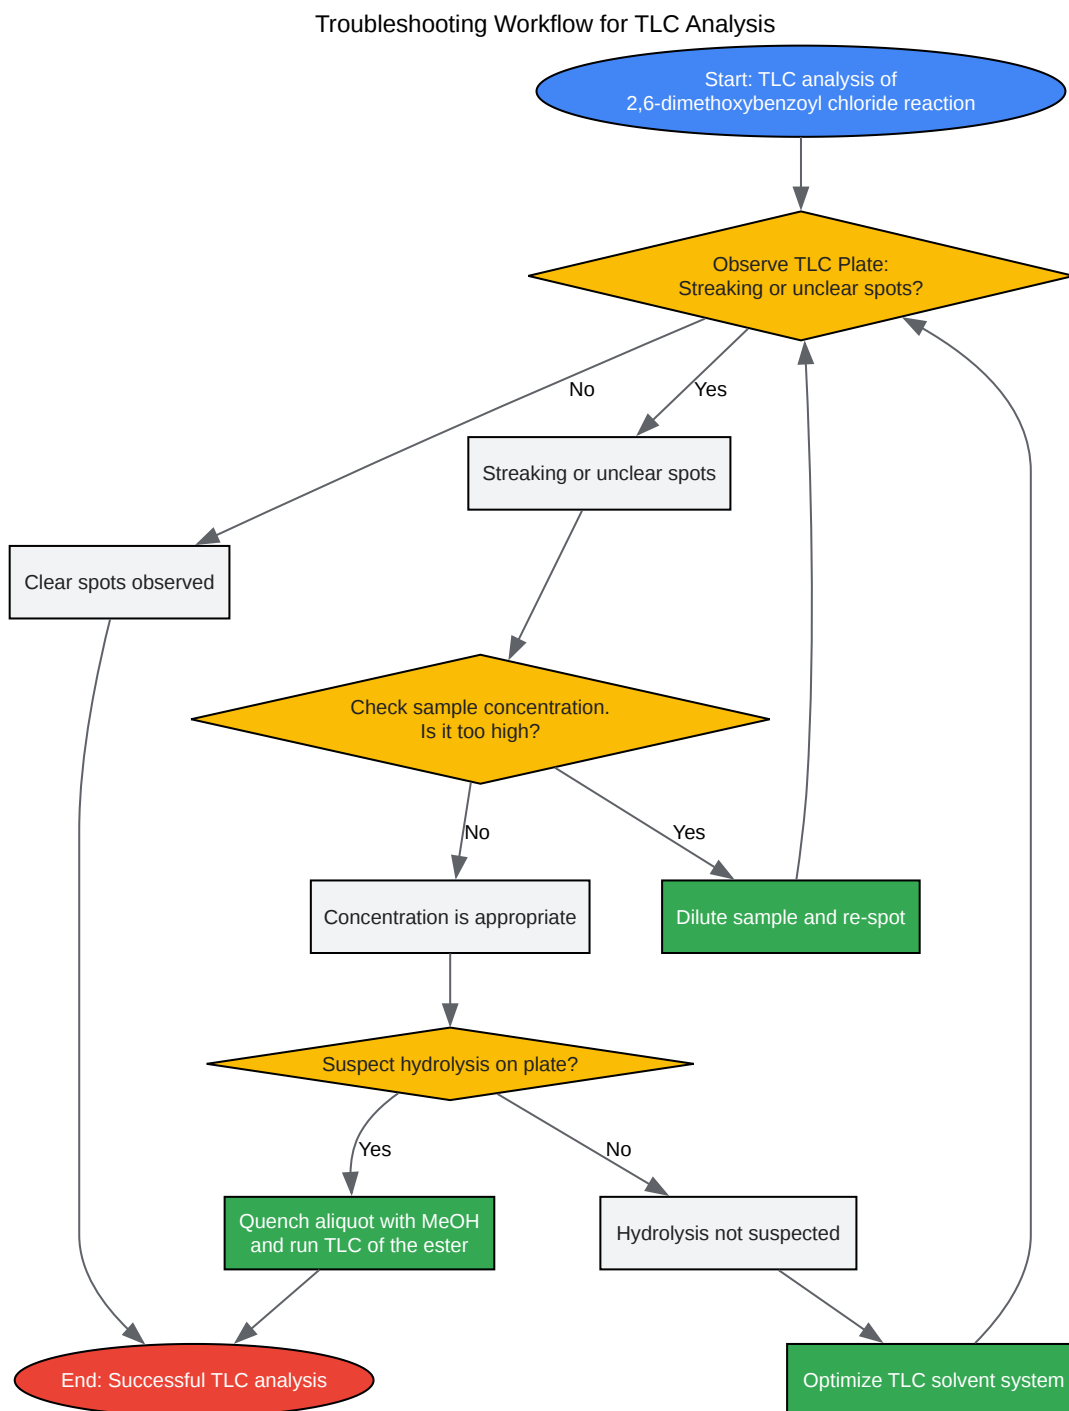 Troubleshooting Workflow for TLC Analysis
Start: TLC analysis of
2,6-dimethoxybenzoyl chloride reaction
Observe TLC Plate:
Streaking or unclear spots?
No
Yes
Streaking or unclear spots
Clear spots observed
Check sample concentration.
Is it too high?
No
Yes
Concentration is appropriate
Dilute sample and re-spot
Suspect hydrolysis on plate?
Yes
No
Quench aliquot with MeOH
and run TLC of the ester
Hydrolysis not suspected
End: Successful TLC analysis
Optimize TLC solvent system